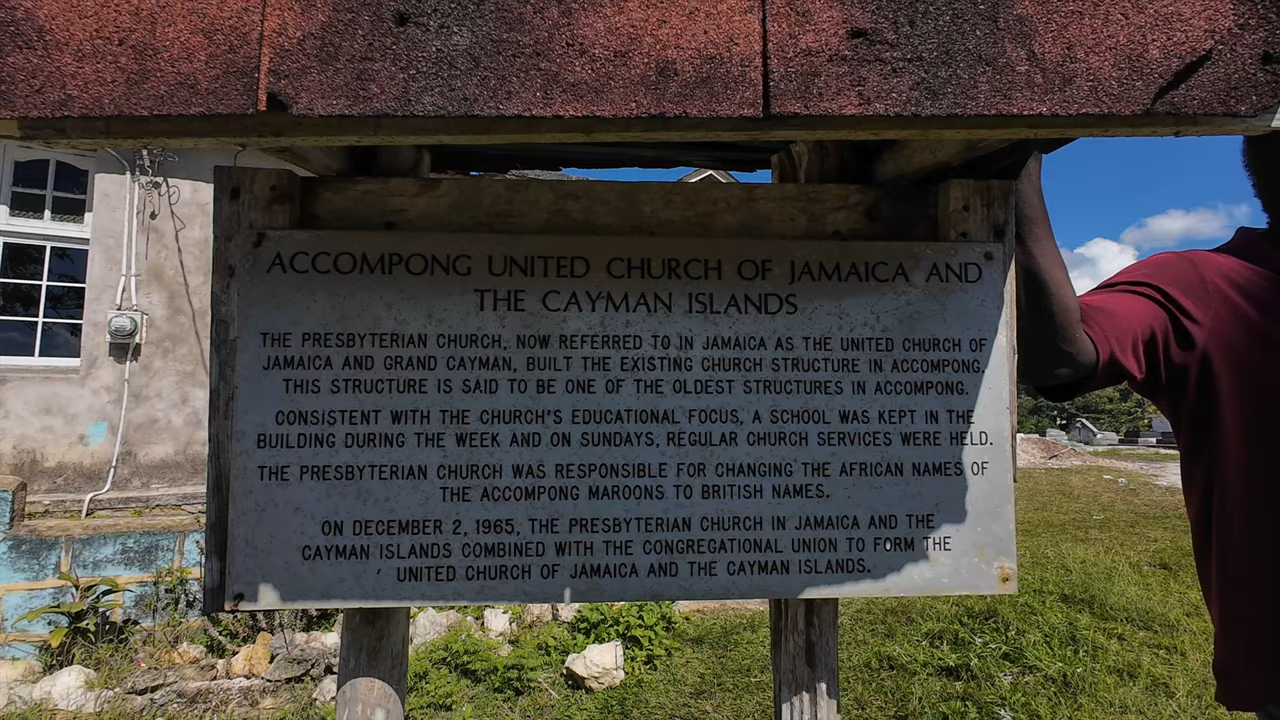 ACCOMPONG UNITED CHURCH OF JAMAICA AND
THE CAYMAN ISLANDS
THE PRESBYTERIAN CHURCH, NOW REFERRED TO IN JAMAICA AS THE UNITED CHURCH OF
JAMAICA AND GRAND CAYMAN, BUILT THE EXISTING CHURCH STRUCTURE IN ACCOMPONG.
THIS STRUCTURE IS SAID TO BE ONE OF THE OLDEST STRUCTURES IN ACCOMPONG.
CONSISTENT WITH THE CHURCH'S EDUCATIONAL FOCUS, A SCHOOL WAS KEPT IN THE
BUILDING DURING THE WEEK AND ON SUNDAYS, REGULAR CHURCH SERVICES WERE HELD.
THE PRESBYTERIAN CHURCH WAS RESPONSIBLE FOR CHANGING THE AFRICAN NAMES OF
THE ACCOMPONG MAROONS TO BRITISH NAMES.
ON DECEMBER 2, 1965, THE PRESBYTERIAN CHURCH IN JAMAICA AND THE
CAYMAN ISLANDS COMBINED WITH THE CONGREGATIONAL UNION TO FORM THE
UNITED CHURCH OF JAMAICA AND THE CAYMAN ISLANDS.